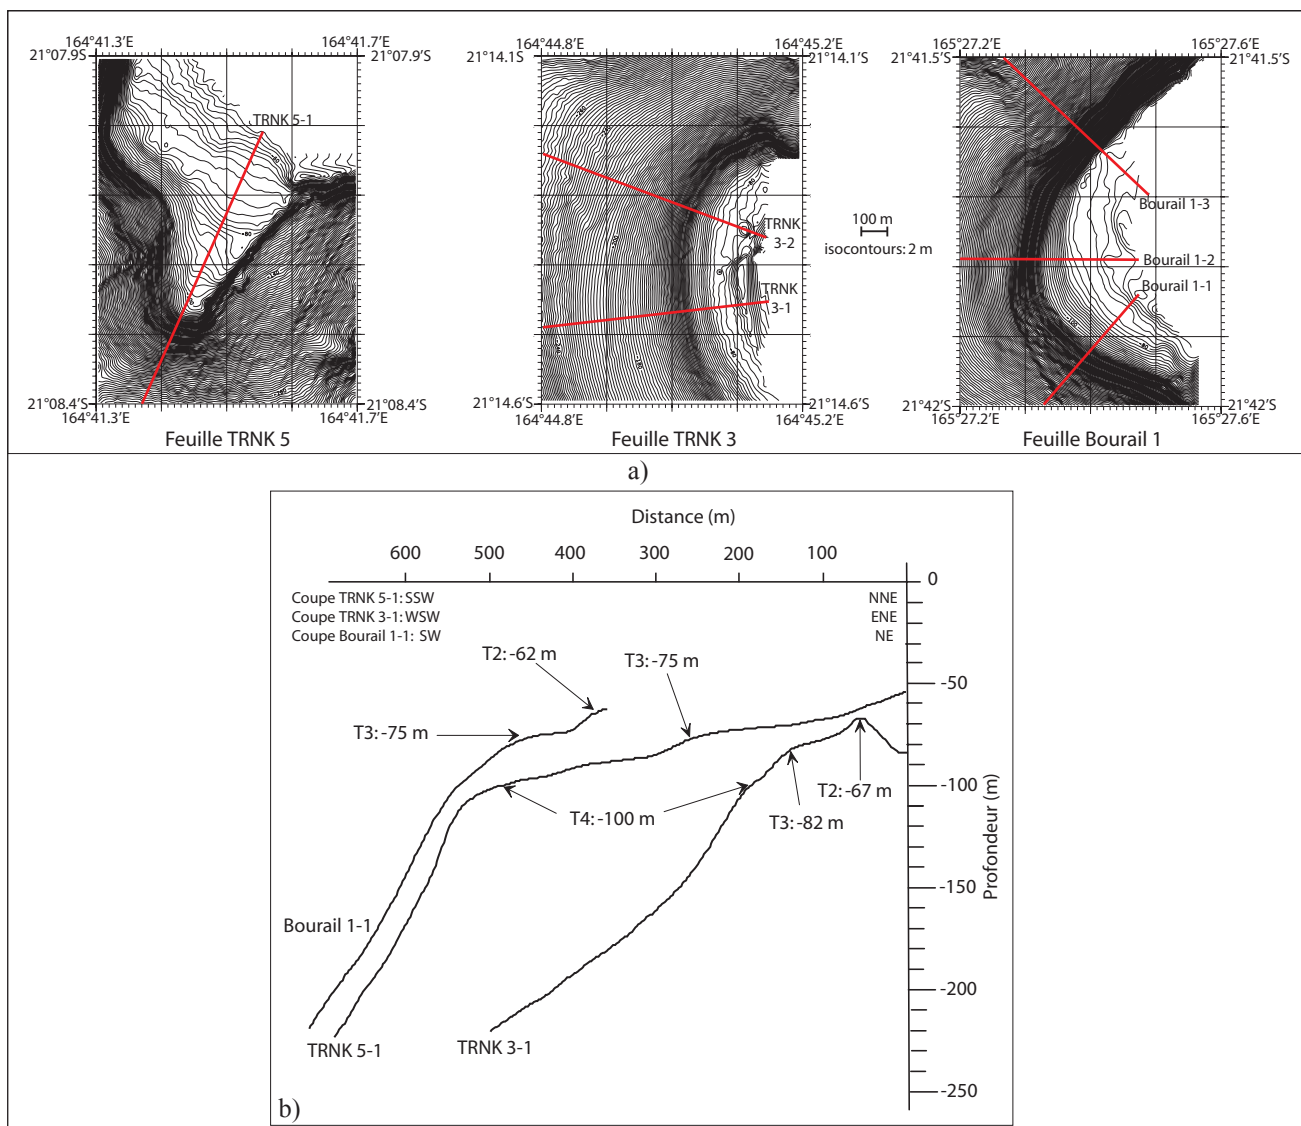 164°41.3'E 164°41.7'E
21°07.9S 21°07.9S
TRNK 5-1
21°08.4'S 21°08.4S
164°41.3'E 164°41.7'E
Feuille TRNK 5
164°44.8'E 164°45.2'E
21°14.1S 21°14.1S
TRNK
3-2
TRNK
3-1
21°14.6'S 21°14.6S
164°44.8'E 164°45.2'E
Feuille TRNK 3
100 m
isocontours: 2 m
165°27.2'E 165°27.6'E
21°41.5'S 21°41.5'S
Bourail 1-3
Bourail 1-2
Bourail 1-1
21°42'S 21°42'S
165°27.2'E 165°27.6'E
Feuille Bourail 1
a)
Distance (m)
600 500 400 300 200 100
0
Coupe TRNK 5-1: SSW NNE
Coupe TRNK 3-1: WSW ENE
Coupe Bourail 1-1: SW NE
T2: -62 m
T3: -75 m
T3: -75 m
-50
-100
T2: -67 m
T4: -100 m
T3: -82 m
Profondeur (m)
-150
Bourail 1-1
-200
TRNK 5-1
TRNK 3-1
-250
b)